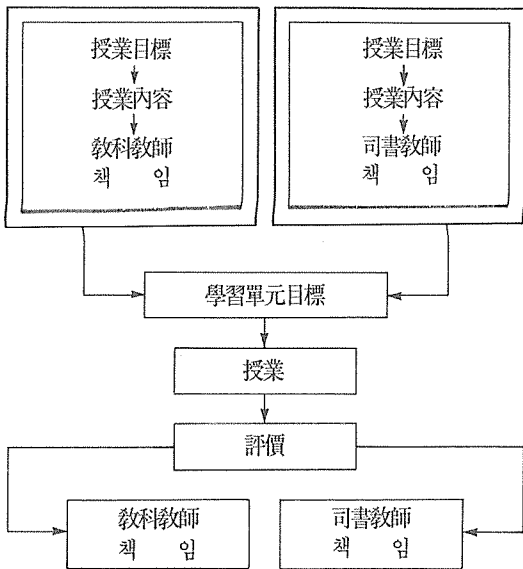 授業目標
授業內容
敎科敎師
책 임
授業目標
授業內容
司書敎師
책 임
學習單元目標
授業
評價
敎科敎師
책 임
司書敎師
책 임